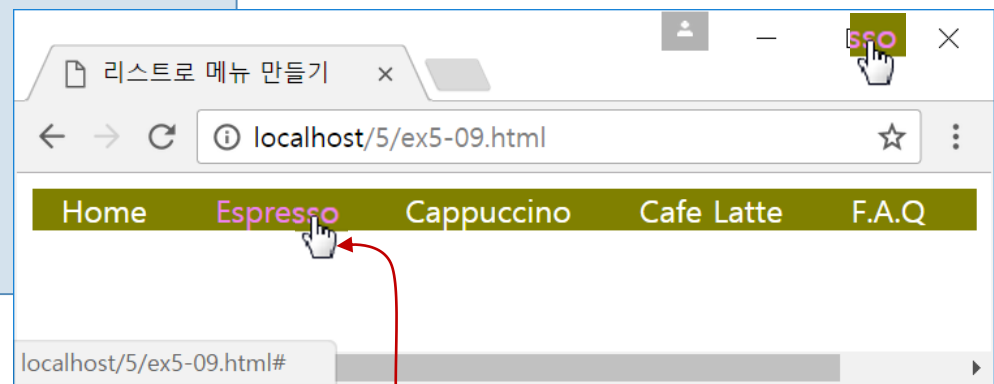 sso
리스트로 메뉴 만들기
localhost/5/ex5-09.html
Home Espresso Cappuccino Cafe Latte F.A.Q
localhost/5/ex5-09.html#